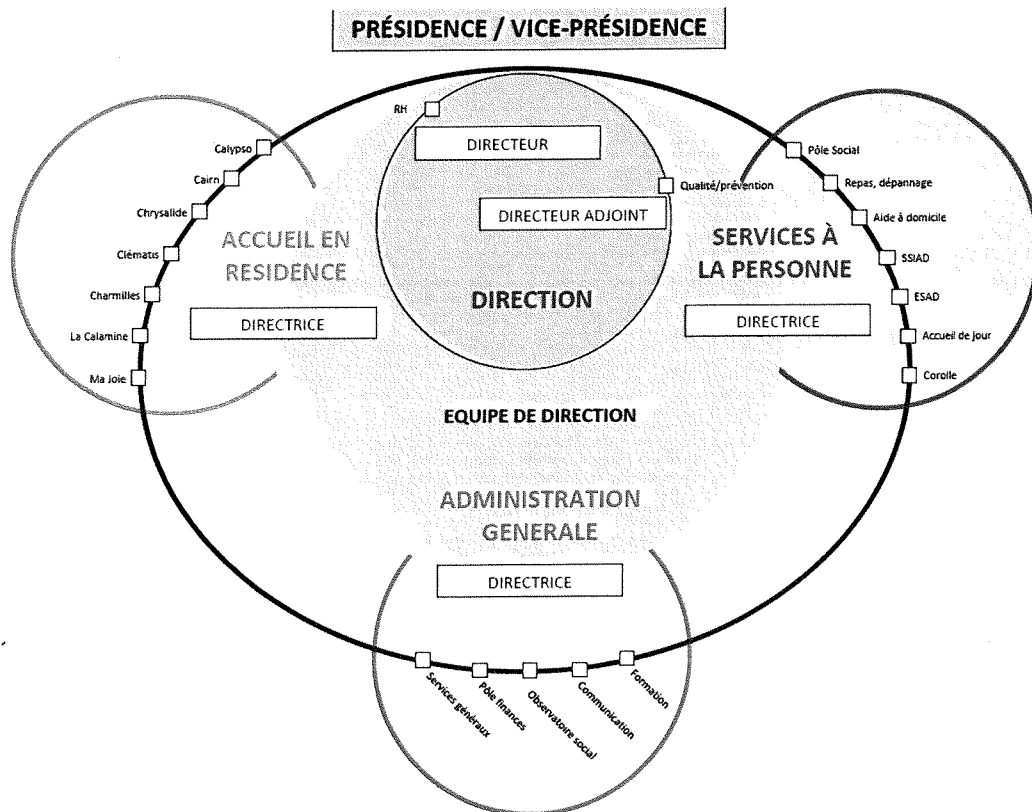 PRÉSIDENCE / VICE-PRÉSIDENCE
RH
DIRECTEUR
Qualité/prévention
DIRECTEUR ADJOINT
DIRECTION
Calypso
Cairn
Chrysalide
Clématis
Charmilles
La Calamine
Ma Joie
ACCUEIL EN
RESIDENCE
DIRECTRICE
Pôle Social
Repas, dépannage
Aide à domicile
SSIAD
ESAD
Accueil de jour
Corolle
SERVICES À
LA PERSONNE
DIRECTRICE
EQUIPE DE DIRECTION
ADMINISTRATION
GENERALE
DIRECTRICE
Services généraux
Pôle finances
Observatoire social
Communication
Formation